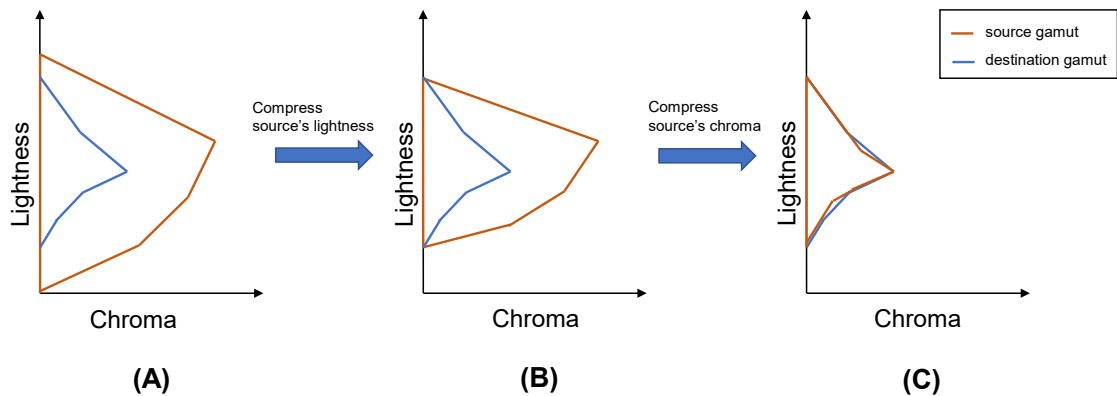 Lightness
Chroma
(A)
Compress
source's lightness
Lightness
Chroma
(B)
Compress
source's chroma
Lightness
Chroma
(C)
source gamut
destination gamut